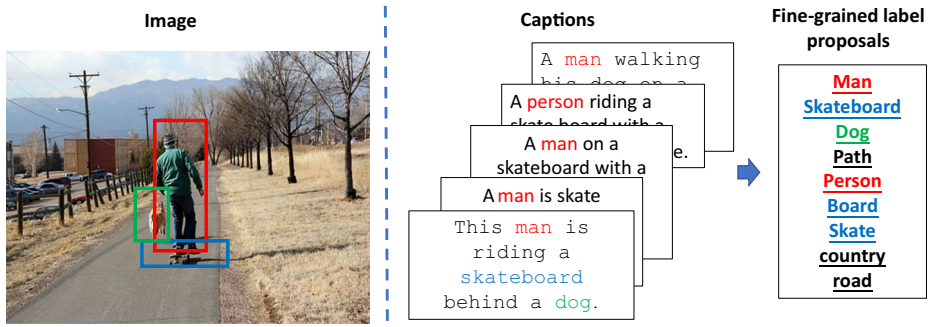 Image
Captions
Fine-grained label
proposals
A man walking
his dog on a
A person riding a
skate board with a
e.
A man on a
skateboard with a
A man is skate
This man is
riding a
skateboard
behind a dog.
Man
Skateboard
Dog
Path
Person
Board
Skate
country
road